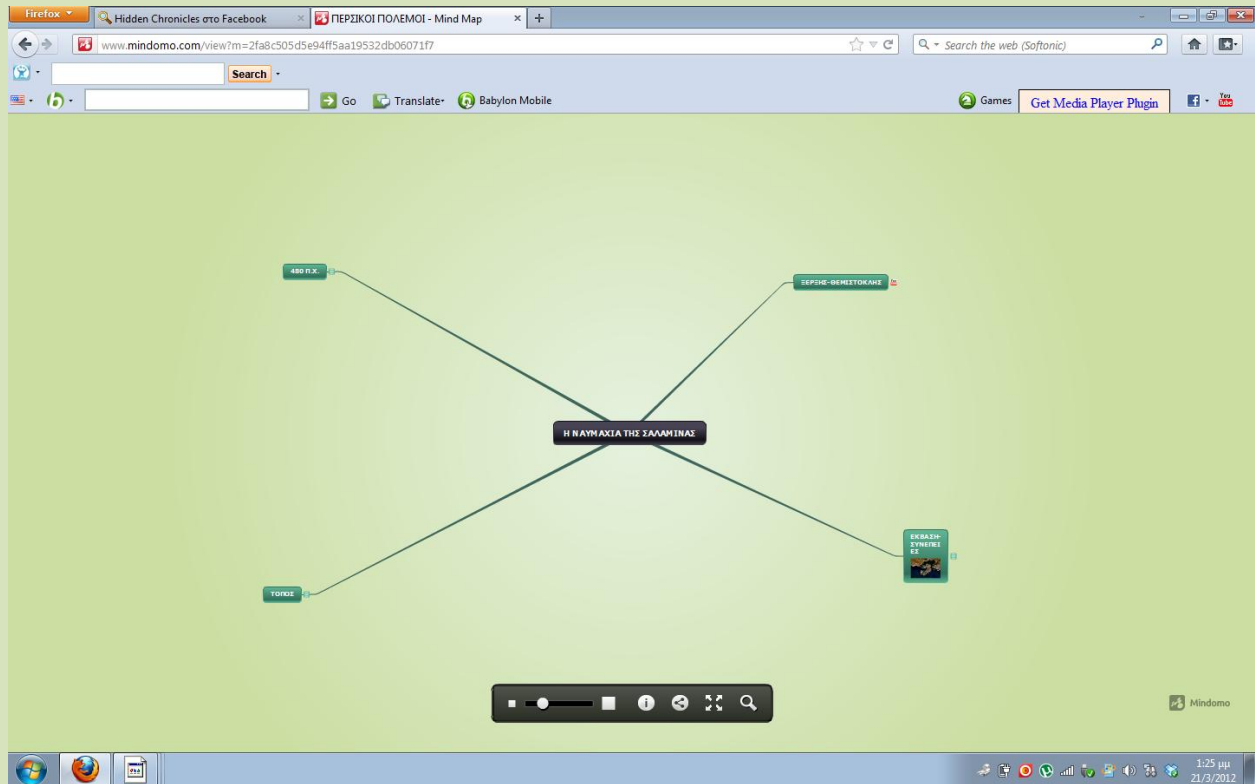 Firefox
Hidden Chronicles στο Facebook
ΠΕΡΣΙΚΟΙ ΠΟΛΕΜΟΙ - Mind Map
www.mindomo.com/view?m=2fa8c505d5e94ff5aa19532db06071f7
Search the web (Softonic)
Search
Go
Translate
Babylon Mobile
Games
Get Media Player Plugin
You
Tube
480 Π.Χ.
ΞΕΡΞΗΣ-ΘΕΜΙΣΤΟΚΛΗΣ
Η ΝΑΥΜΑΧΙΑ ΤΗΣ ΣΑΛΑΜΙΝΑΣ
ΕΚΒΑΣΗ-
ΣΥΝΕΠΕΙ
ΕΣ
ΤΟΠΟΣ
Mindomo
1:25 μμ
21/3/2012